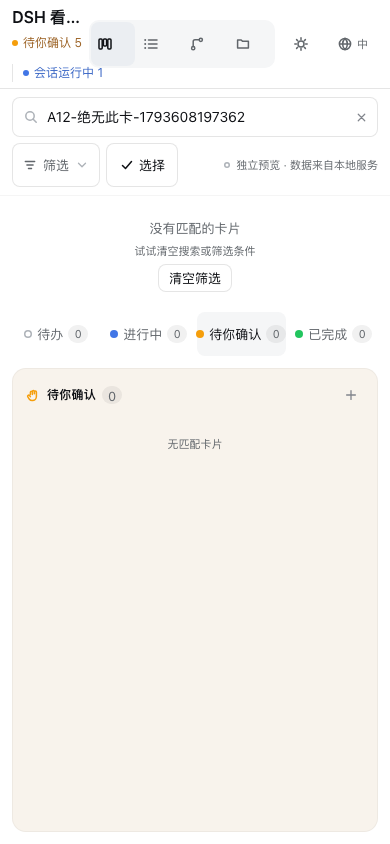 DSH 看...
待你确认 5
会话运行中 1
中
A12-绝无此卡-1793608197362
筛选
选择
独立预览 · 数据来自本地服务
没有匹配的卡片
试试清空搜索或筛选条件
清空筛选
待办 0
进行中 0
待你确认 0
已完成 0
待你确认 0
无匹配卡片